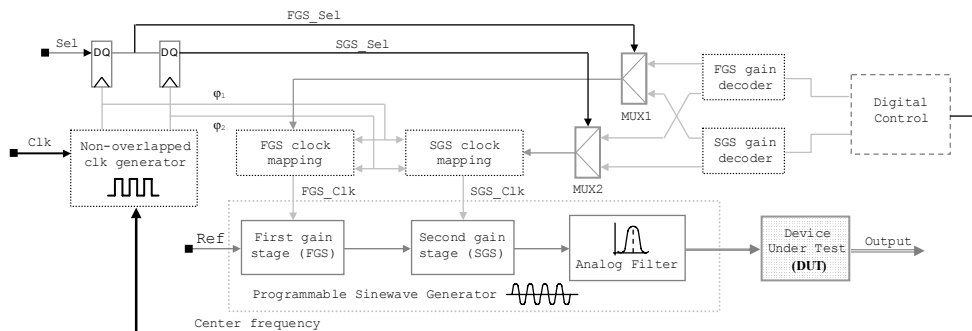 FGS_Sel
Sel
DQ
DQ
SGS_Sel
φ1
φ2
MUX1
FGS gain
decoder
Digital
Control
Clk
Non-overlapped
clk generator
FGS clock
mapping
SGS clock
mapping
MUX2
SGS gain
decoder
FGS_Clk
SGS_Clk
Ref
First gain
stage (FGS)
Second gain
stage (SGS)
Analog Filter
Device
Under Test
(DUT)
Output
Programmable Sinewave Generator
Center frequency